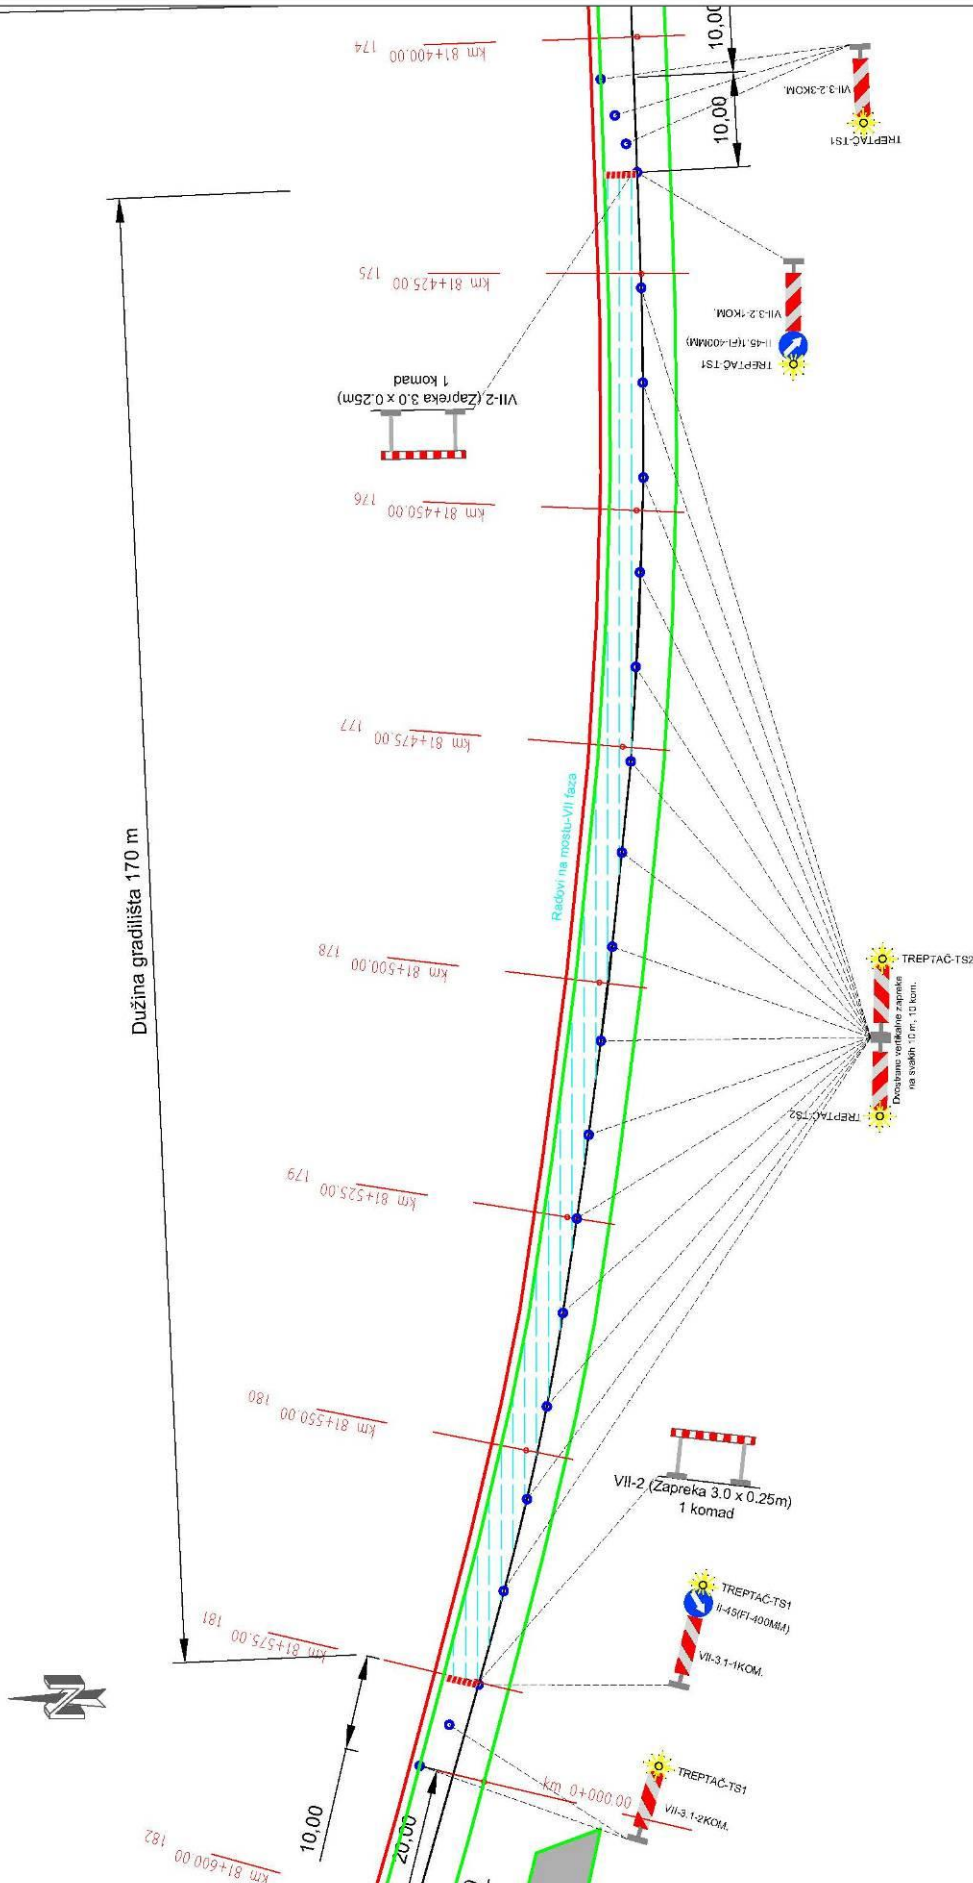 174
km 81+400.00
10,00
10,00
VII-3.2-3KOM.
TREPTAČ-TS1
175
km 81+425.00
VII-3.2-1KOM.
II-45.1(FI-400MM)
TREPTAČ-TS1
VII-2 (Zapreka 3.0 x 0.25m)
1 komad
176
km 81+450.00
177
km 81+475.00
Dužina gradilišta 170 m
Radovi na mostu-VII faza
178
km 81+500.00
TREPTAČ-TS2
Dvostruno vertikalne zapreke
na svakih 10 m, 10 kom.
TREPTAČ-TS2
179
km 81+525.00
180
km 81+550.00
VII-2 (Zapreka 3.0 x 0.25m)
1 komad
TREPTAČ-TS1
II-45(FI-400MM)
VII-3.1-1KOM.
181
km 81+575.00
N
TREPTAČ-TS1
VII-3.1-2KOM.
km 0+000.00
10,00
20,00
182
km 81+600.00